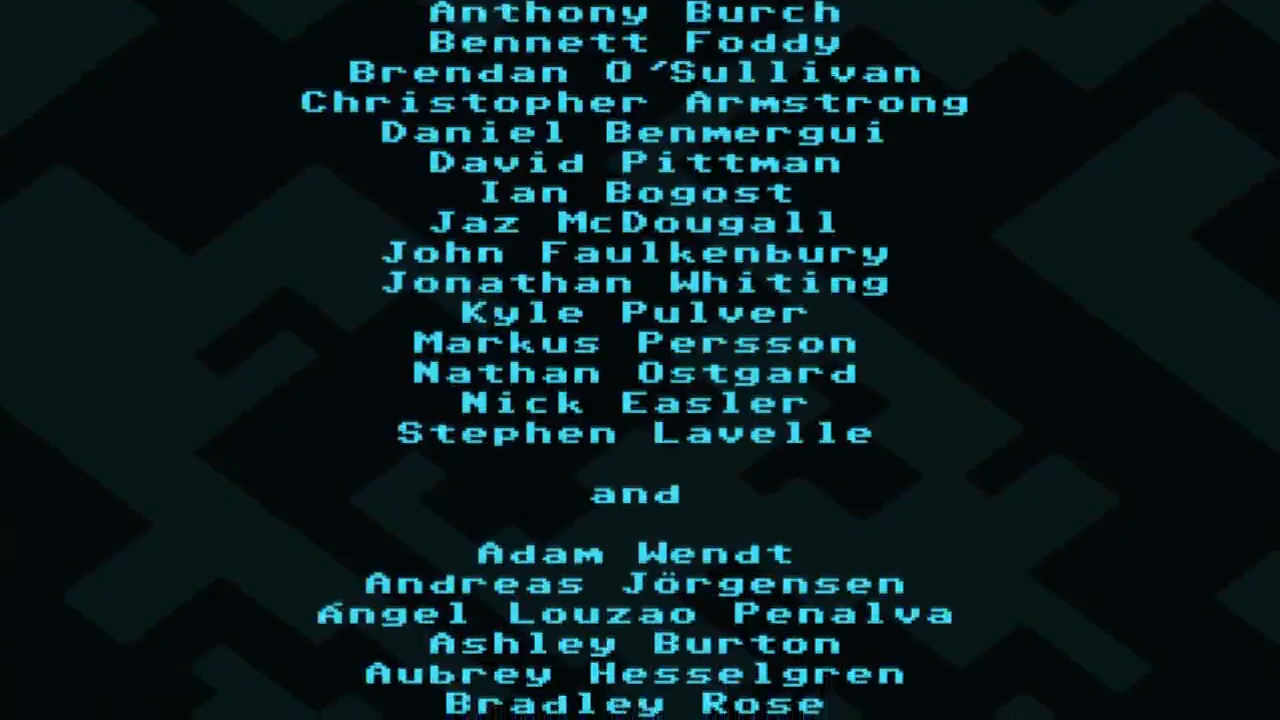 Anthony Burch
Bennett Foddy
Brendan O'Sullivan
Christopher Armstrong
Daniel Benmergui
David Pittman
Ian Bogost
Jaz McDougall
John Faulkenbury
Jonathan Whiting
Kyle Pulver
Markus Persson
Nathan Ostgard
Nick Easler
Stephen Lavelle
and
Adam Wendt
Andreas Jörgensen
Ángel Louzao Penalva
Ashley Burton
Aubrey Hesselgren
Bradley Rose